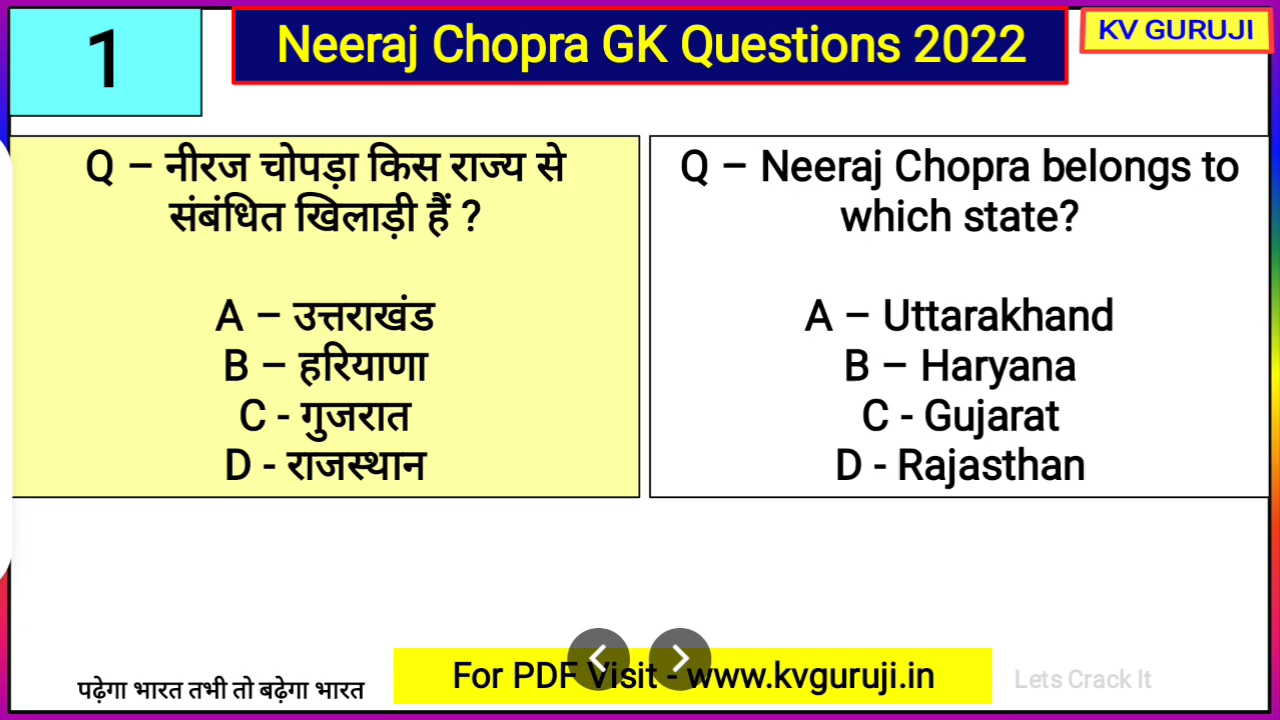 1
Neeraj Chopra GK Questions 2022
KV GURUJI
Q – नीरज चोपड़ा किस राज्य से
संबंधित खिलाड़ी हैं ?
A – उत्तराखंड
B – हरियाणा
C - गुजरात
D - राजस्थान
Q – Neeraj Chopra belongs to
which state?
A – Uttarakhand
B – Haryana
C - Gujarat
D - Rajasthan
पढ़ेगा भारत तभी तो बढ़ेगा भारत
For PDF Visit - www.kvguruji.in
Lets Crack It